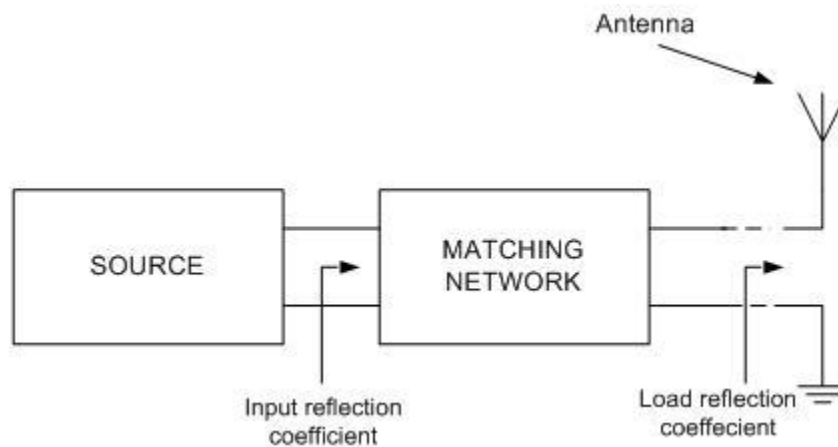 Antenna
SOURCE
MATCHING
NETWORK
Input reflection
coefficient
Load reflection
coeffecient